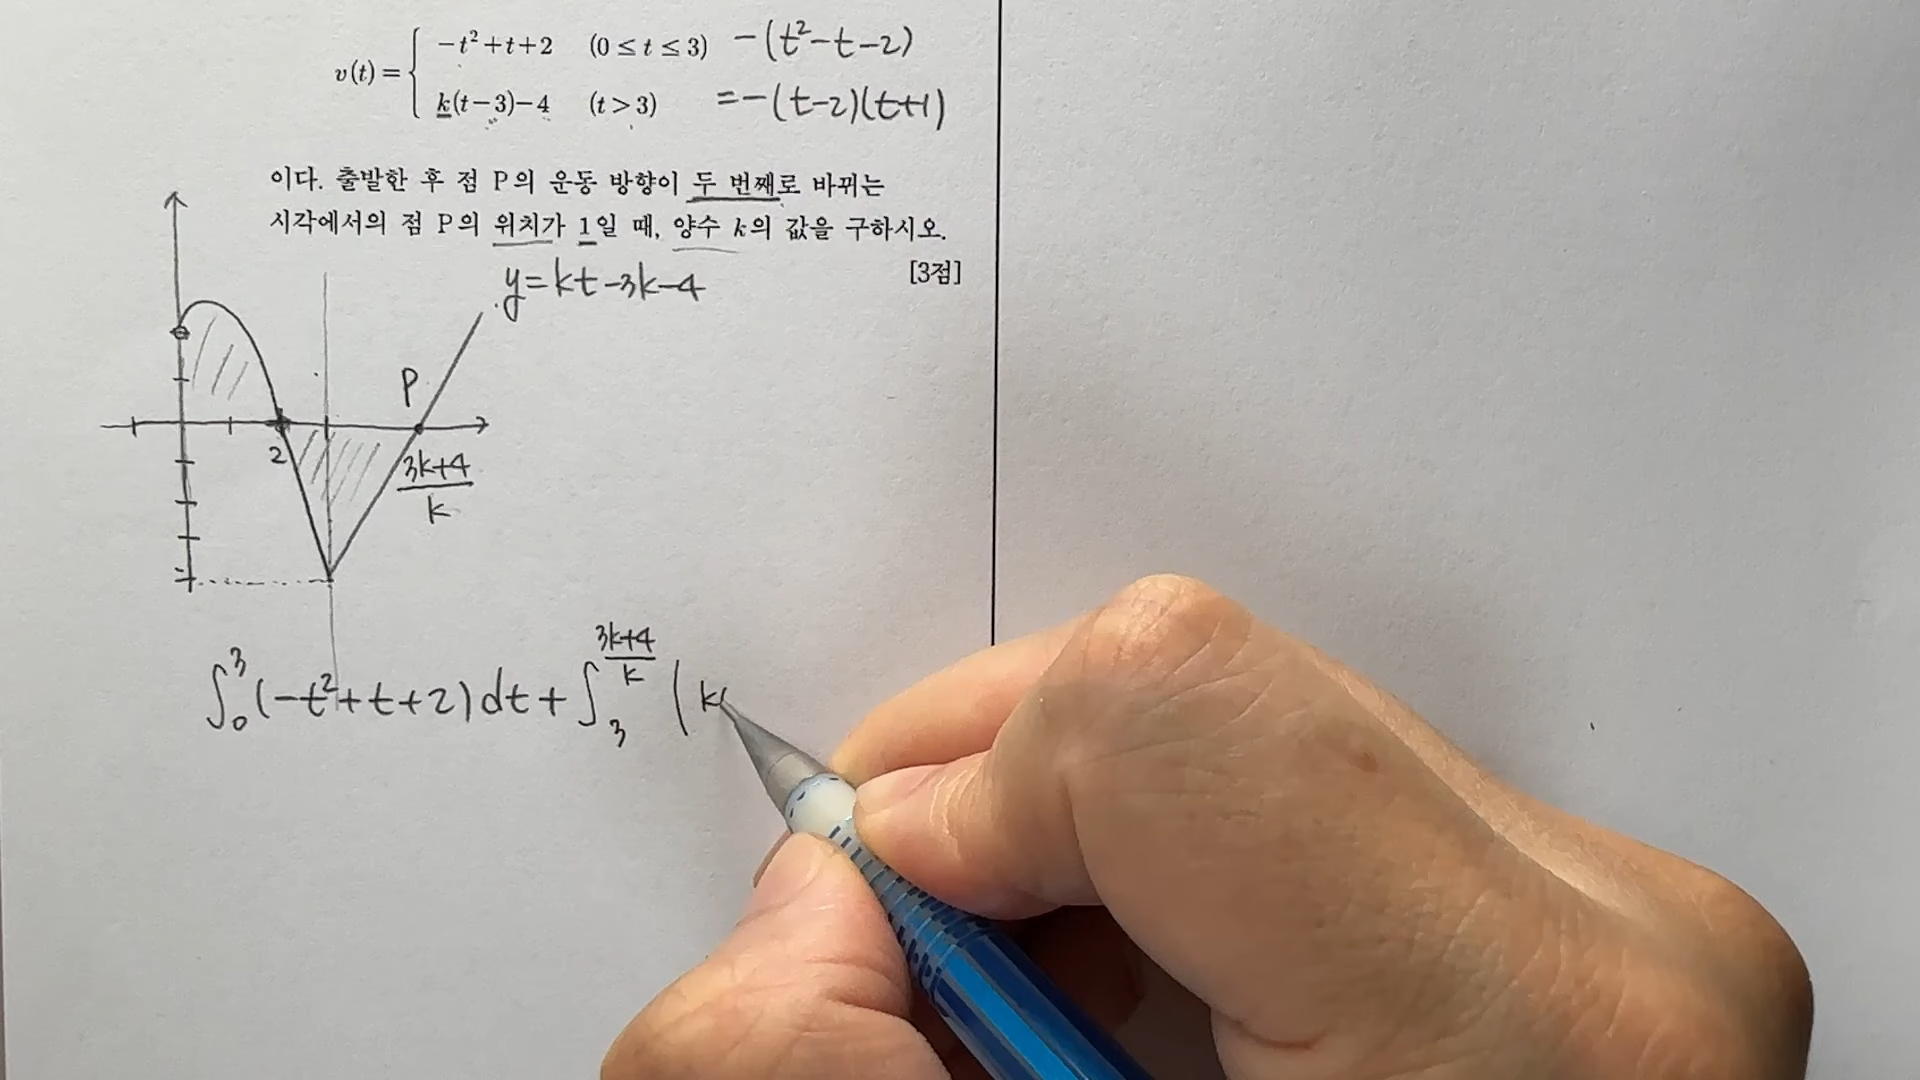 v(t) = { -t²+t+2 (0 ≤ t ≤ 3) -(t²-t-2)
k(t-3)-4 (t > 3) =-(t-2)(t+1)
이다. 출발한 후 점 P의 운동 방향이 두 번째로 바뀌는
시각에서의 점 P의 위치가 1일 때, 양수 k의 값을 구하시오.
[3점]
y=kt-3k-4
P
2
3k+4
k
∫₀³(-t²+t+2)dt+∫₃^((3k+4)/k) (k